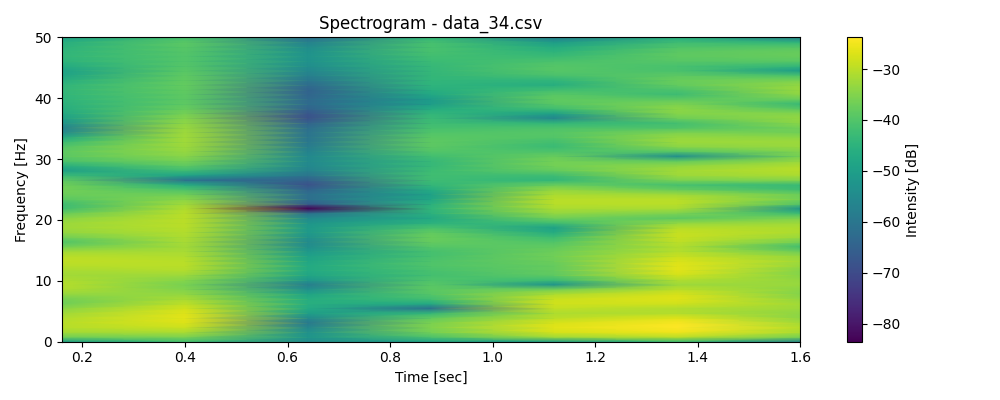 Spectrogram - data_34.csv
Frequency [Hz]
50
40
30
20
10
0
0.2 0.4 0.6 0.8 1.0 1.2 1.4 1.6
Time [sec]
−30
−40
−50
−60
−70
−80
Intensity [dB]